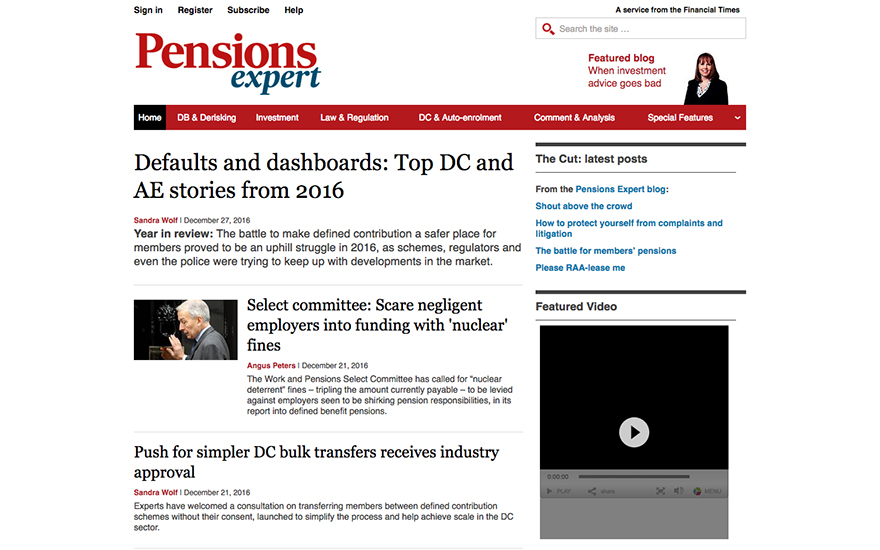 Sign in Register Subscribe Help
A service from the Financial Times
Search the site ...
Pensions
expert
Featured blog
When investment
advice goes bad
Home DB & Derisking Investment Law & Regulation DC & Auto-enrolment Comment & Analysis Special Features
Defaults and dashboards: Top DC and
AE stories from 2016
Sandra Wolf | December 27, 2016
Year in review: The battle to make defined contribution a safer place for
members proved to be an uphill struggle in 2016, as schemes, regulators and
even the police were trying to keep up with developments in the market.
Select committee: Scare negligent
employers into funding with 'nuclear'
fines
Angus Peters | December 21, 2016
The Work and Pensions Select Committee has called for “nuclear
deterrent” fines – tripling the amount currently payable – to be levied
against employers seen to be shirking pension responsibilities, in its
report into defined benefit pensions.
Push for simpler DC bulk transfers receives industry
approval
Sandra Wolf | December 21, 2016
Experts have welcomed a consultation on transferring members between defined contribution
schemes without their consent, launched to simplify the process and help achieve scale in the DC
sector.
The Cut: latest posts
From the Pensions Expert blog:
Shout above the crowd
How to protect yourself from complaints and
litigation
The battle for members' pensions
Please RAA-lease me
Featured Video
0:00:00
PLAY share MENU